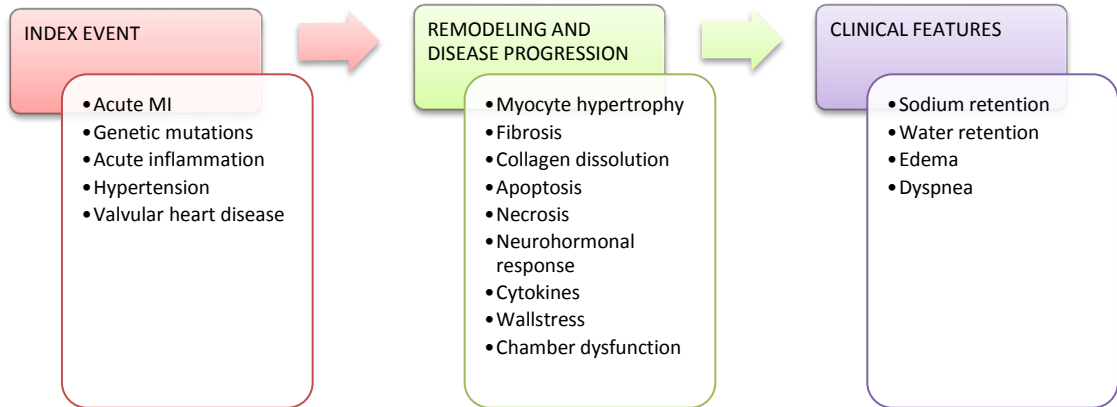 INDEX EVENT
•Acute MI
•Genetic mutations
•Acute inflammation
•Hypertension
•Valvular heart disease
REMODELING AND
DISEASE PROGRESSION
•Myocyte hypertrophy
•Fibrosis
•Collagen dissolution
•Apoptosis
•Necrosis
•Neurohormonal
response
•Cytokines
•Wallstress
•Chamber dysfunction
CLINICAL FEATURES
•Sodium retention
•Water retention
•Edema
•Dyspnea